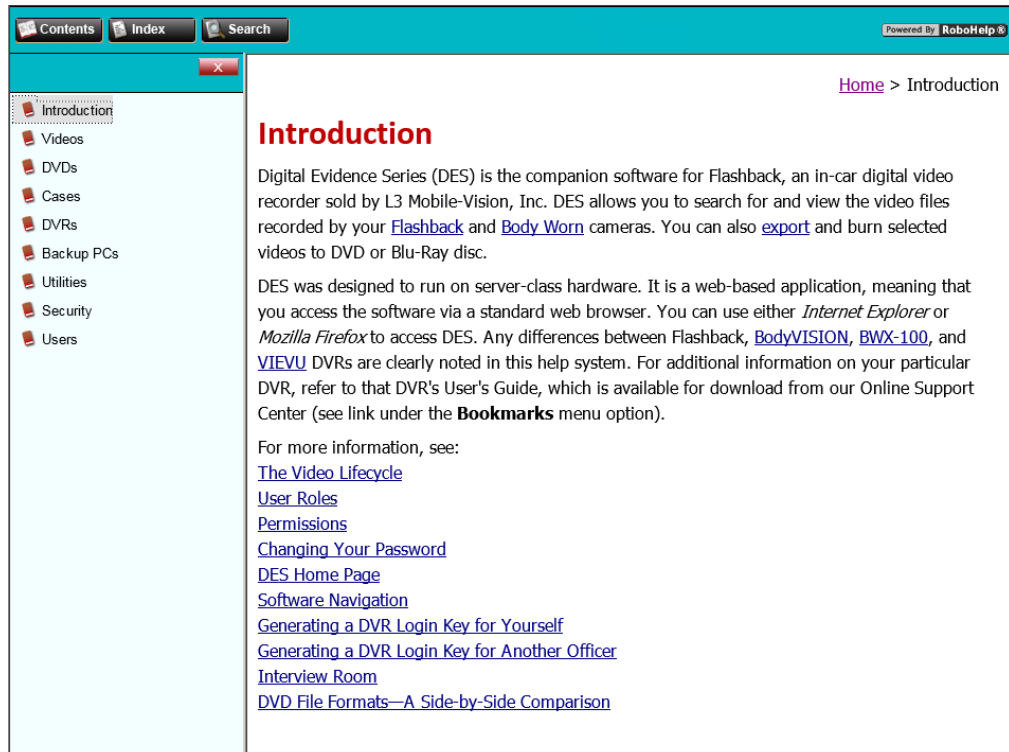 Contents Index Search
Powered By RoboHelp®
X
Introduction
Videos
DVDs
Cases
DVRs
Backup PCs
Utilities
Security
Users
Home > Introduction
Introduction
Digital Evidence Series (DES) is the companion software for Flashback, an in-car digital video
recorder sold by L3 Mobile-Vision, Inc. DES allows you to search for and view the video files
recorded by your Flashback and Body Worn cameras. You can also export and burn selected
videos to DVD or Blu-Ray disc.
DES was designed to run on server-class hardware. It is a web-based application, meaning that
you access the software via a standard web browser. You can use either Internet Explorer or
Mozilla Firefox to access DES. Any differences between Flashback, BodyVISION, BWX-100, and
VIEVU DVRs are clearly noted in this help system. For additional information on your particular
DVR, refer to that DVR's User's Guide, which is available for download from our Online Support
Center (see link under the Bookmarks menu option).
For more information, see:
The Video Lifecycle
User Roles
Permissions
Changing Your Password
DES Home Page
Software Navigation
Generating a DVR Login Key for Yourself
Generating a DVR Login Key for Another Officer
Interview Room
DVD File Formats—A Side-by-Side Comparison